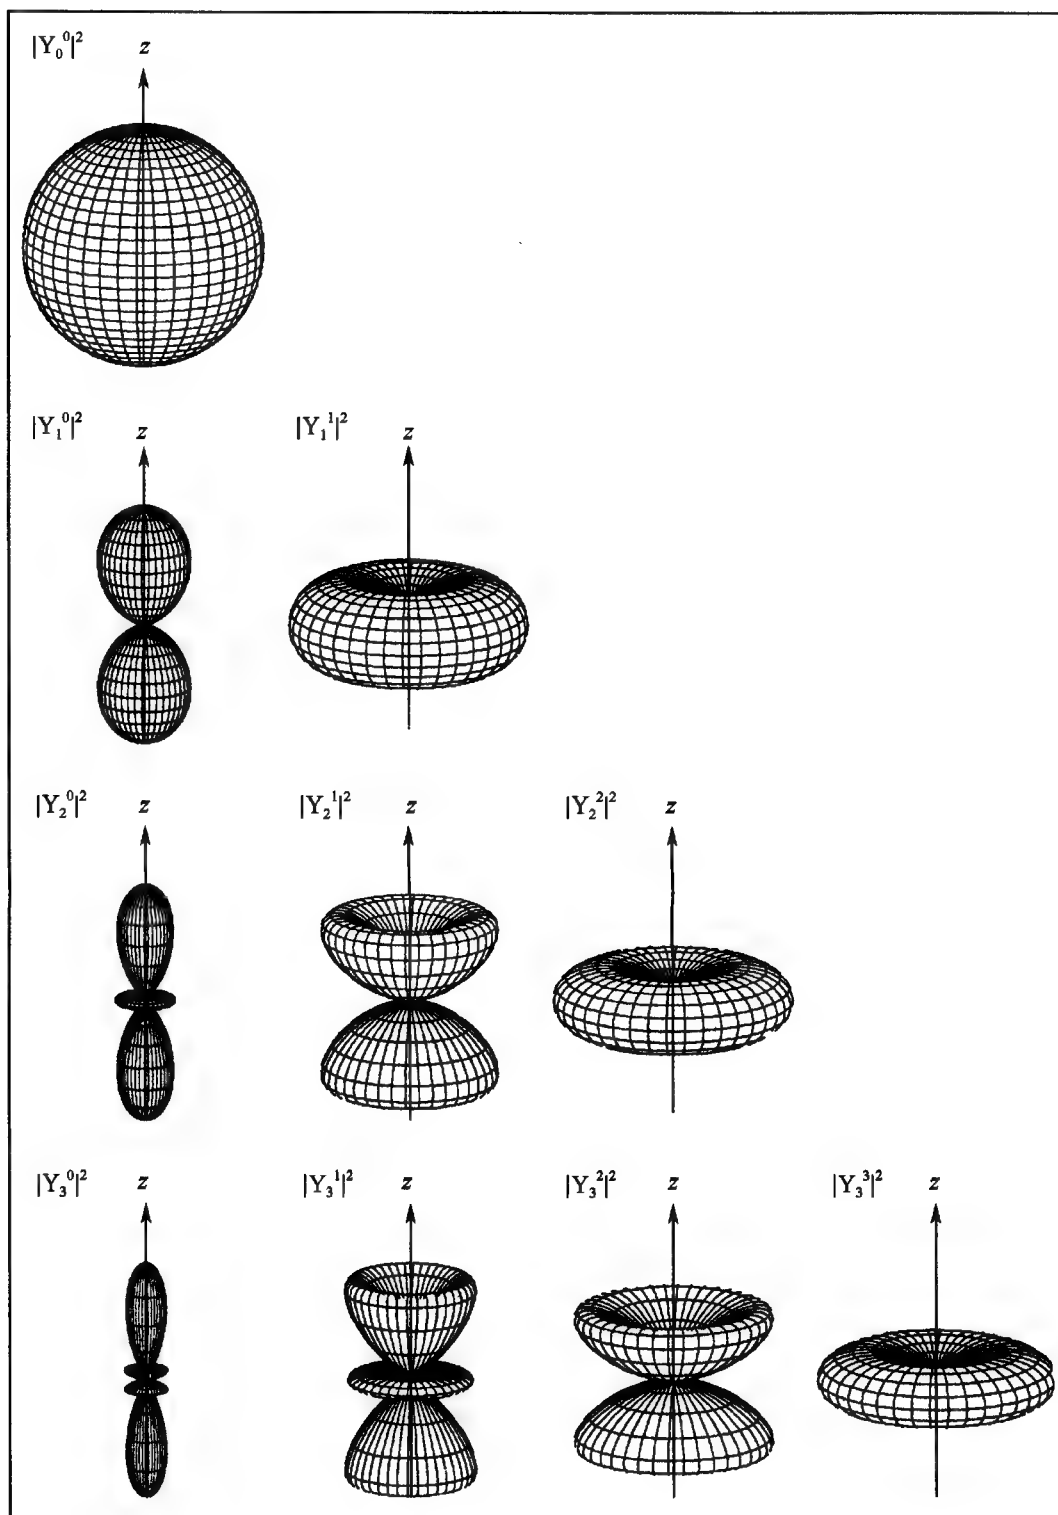 |Y₀⁰|² z
|Y₁⁰|² z |Y₁¹|² z
|Y₂⁰|² z |Y₂¹|² z |Y₂²|² z
|Y₃⁰|² z |Y₃¹|² z |Y₃²|² z |Y₃³|² z